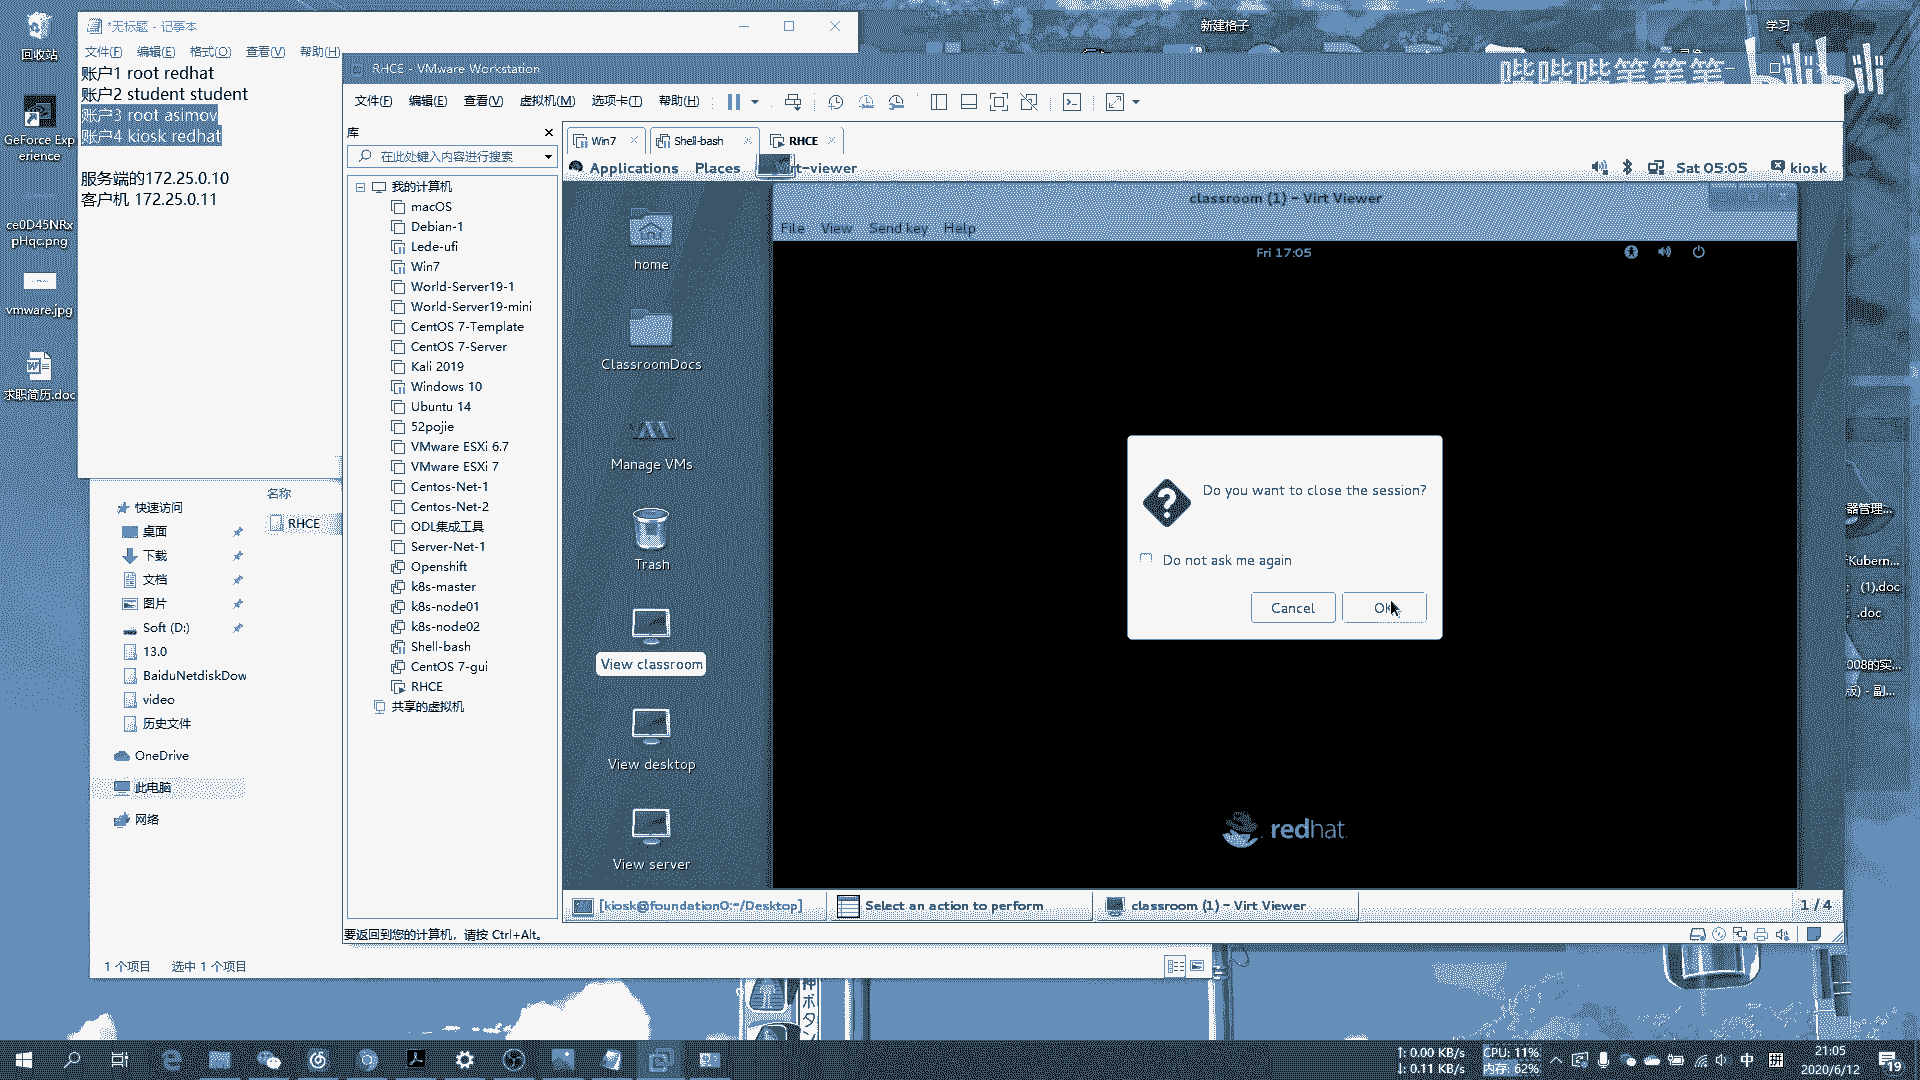 回收站
GeForce Exp
erience
ce0D45NRx
pHqc.png
vmware.jpg
求职简历.doc
*无标题 - 记事本
文件(F) 编辑(E) 格式(O) 查看(V) 帮助(H)
账户1 root redhat
账户2 student student
账户3 root asimov
账户4 kiosk redhat
服务端的172.25.0.10
客户机 172.25.0.11
新建格子
学习
哔哔哔笔笔笔
bilibili
名称
RHCE
快速访问
桌面
下载
文档
图片
Soft (D:)
13.0
BaiduNetdiskDow
video
历史文件
OneDrive
此电脑
网络
1 个项目 选中 1 个项目
RHCE - VMware Workstation
文件(F) 编辑(E) 查看(V) 虚拟机(M) 选项卡(T) 帮助(H)
库
在此处键入内容进行搜索
我的计算机
macOS
Debian-1
Lede-ufi
Win7
World-Server19-1
World-Server19-mini
CentOS 7-Template
CentOS 7-Server
Kali 2019
Windows 10
Ubuntu 14
52pojie
VMware ESXi 6.7
VMware ESXi 7
Centos-Net-1
Centos-Net-2
ODL集成工具
Server-Net-1
Openshift
k8s-master
k8s-node01
k8s-node02
Shell-bash
CentOS 7-gui
RHCE
共享的虚拟机
Win7 Shell-bash RHCE
Applications Places Virt-viewer Sat 05:05 kiosk
home
ClassroomDocs
Manage VMs
Trash
View classroom
View desktop
View server
classroom (1) - Virt Viewer
File View Send key Help
Fri 17:05
Do you want to close the session?
Do not ask me again
Cancel OK
redhat.
[kiosk@foundation0:~/Desktop] Select an action to perform classroom (1) - Virt Viewer 1 / 4
要返回到您的计算机，请按 Ctrl+Alt。
器管理...
Kubern...
(1).doc
.doc
008的实...
版) - 副...
ボタン
↑: 0.00 KB/s CPU: 11%
↓: 0.11 KB/s 内存: 62%
中
21:05
2020/6/12
19